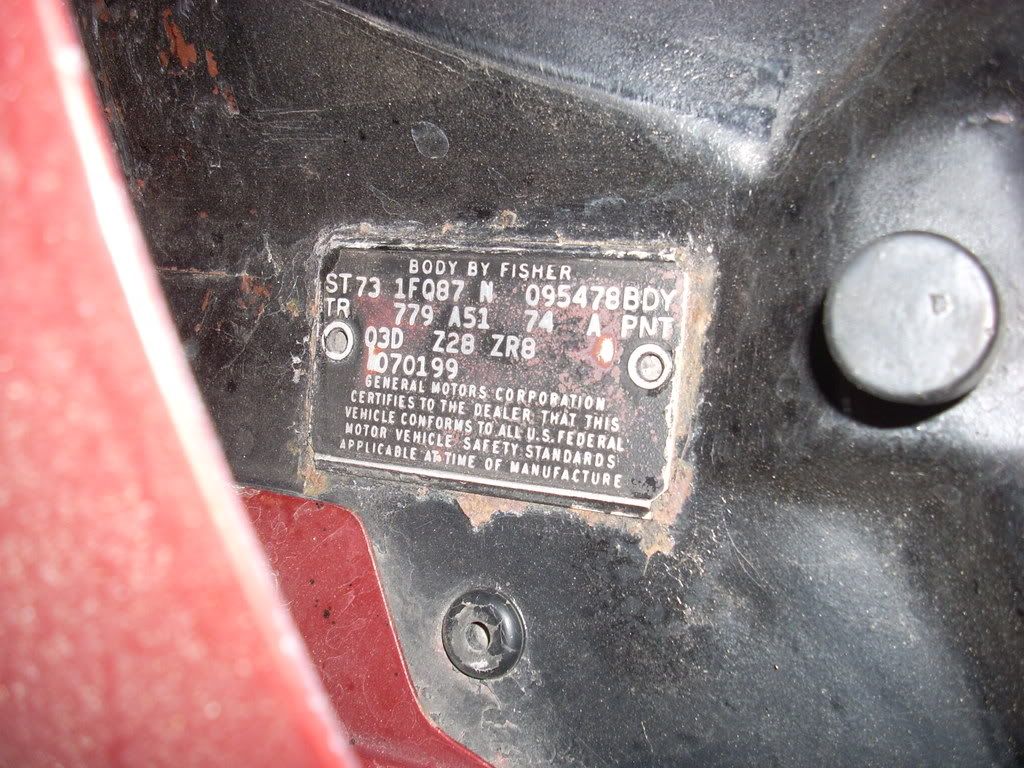 BODY BY FISHER
ST73 1FQ87 N 095478BDY
TR 779 A51 74 A PNT
03D Z28 ZR8
070199
GENERAL MOTORS CORPORATION
CERTIFIES TO THE DEALER THAT THIS
VEHICLE CONFORMS TO ALL U.S. FEDERAL
MOTOR VEHICLE SAFETY STANDARDS
APPLICABLE AT TIME OF MANUFACTURE